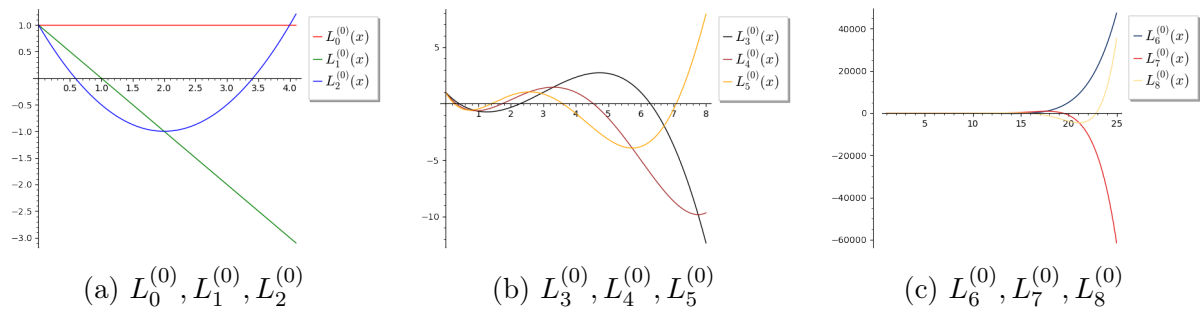 1.0
0.5
0.5 1.0 1.5 2.0 2.5 3.0 3.5 4.0
−0.5
−1.0
−1.5
−2.0
−2.5
−3.0
L_0^{(0)}(x)
L_1^{(0)}(x)
L_2^{(0)}(x)
5
1 2 3 4 5 6 7 8
−5
−10
L_3^{(0)}(x)
L_4^{(0)}(x)
L_5^{(0)}(x)
40000
20000
0
5 10 15 20 25
−20000
−40000
−60000
L_6^{(0)}(x)
L_7^{(0)}(x)
L_8^{(0)}(x)
(a) L_0^{(0)}, L_1^{(0)}, L_2^{(0)}
(b) L_3^{(0)}, L_4^{(0)}, L_5^{(0)}
(c) L_6^{(0)}, L_7^{(0)}, L_8^{(0)}